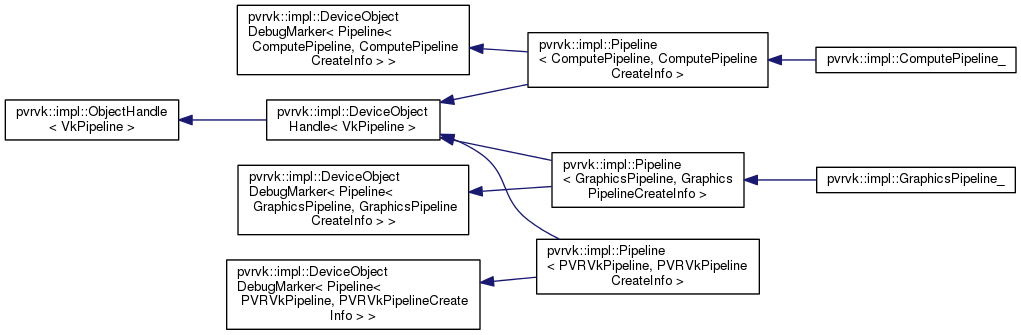 pvrvk::impl::DeviceObject
DebugMarker< Pipeline<
ComputePipeline, ComputePipeline
CreateInfo > >
pvrvk::impl::Pipeline
< ComputePipeline, ComputePipeline
CreateInfo >
pvrvk::impl::ComputePipeline_
pvrvk::impl::ObjectHandle
< VkPipeline >
pvrvk::impl::DeviceObject
Handle< VkPipeline >
pvrvk::impl::DeviceObject
DebugMarker< Pipeline<
GraphicsPipeline, GraphicsPipeline
CreateInfo > >
pvrvk::impl::Pipeline
< GraphicsPipeline, Graphics
PipelineCreateInfo >
pvrvk::impl::GraphicsPipeline_
pvrvk::impl::DeviceObject
DebugMarker< Pipeline<
PVRVkPipeline, PVRVkPipelineCreate
Info > >
pvrvk::impl::Pipeline
< PVRVkPipeline, PVRVkPipeline
CreateInfo >